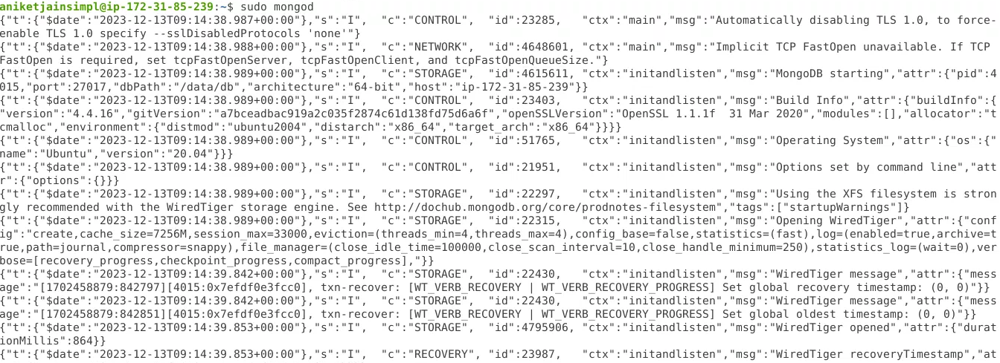 aniketjainsimpl@ip-172-31-85-239:~$ sudo mongod
{"t":{"$date":"2023-12-13T09:14:38.987+00:00"},"s":"I",  "c":"CONTROL",  "id":23285,   "ctx":"main","msg":"Automatically disabling TLS 1.0, to force-
enable TLS 1.0 specify --sslDisabledProtocols 'none'"}
{"t":{"$date":"2023-12-13T09:14:38.988+00:00"},"s":"I",  "c":"NETWORK",  "id":4648601, "ctx":"main","msg":"Implicit TCP FastOpen unavailable. If TCP
FastOpen is required, set tcpFastOpenServer, tcpFastOpenClient, and tcpFastOpenQueueSize."}
{"t":{"$date":"2023-12-13T09:14:38.989+00:00"},"s":"I",  "c":"STORAGE",  "id":4615611, "ctx":"initandlisten","msg":"MongoDB starting","attr":{"pid":4
015,"port":27017,"dbPath":"/data/db","architecture":"64-bit","host":"ip-172-31-85-239"}}
{"t":{"$date":"2023-12-13T09:14:38.989+00:00"},"s":"I",  "c":"CONTROL",  "id":23403,   "ctx":"initandlisten","msg":"Build Info","attr":{"buildInfo":{
"version":"4.4.16","gitVersion":"a7bceadbac919a2c035f2874c61d138fd75d6a6f","openSSLVersion":"OpenSSL 1.1.1f  31 Mar 2020","modules":[],"allocator":"t
cmalloc","environment":{"distmod":"ubuntu2004","distarch":"x86_64","target_arch":"x86_64"}}}}
{"t":{"$date":"2023-12-13T09:14:38.989+00:00"},"s":"I",  "c":"CONTROL",  "id":51765,   "ctx":"initandlisten","msg":"Operating System","attr":{"os":{"
name":"Ubuntu","version":"20.04"}}}
{"t":{"$date":"2023-12-13T09:14:38.989+00:00"},"s":"I",  "c":"CONTROL",  "id":21951,   "ctx":"initandlisten","msg":"Options set by command line","att
r":{"options":{}}}
{"t":{"$date":"2023-12-13T09:14:38.989+00:00"},"s":"I",  "c":"STORAGE",  "id":22297,   "ctx":"initandlisten","msg":"Using the XFS filesystem is stron
gly recommended with the WiredTiger storage engine. See http://dochub.mongodb.org/core/prodnotes-filesystem","tags":["startupWarnings"]}
{"t":{"$date":"2023-12-13T09:14:38.989+00:00"},"s":"I",  "c":"STORAGE",  "id":22315,   "ctx":"initandlisten","msg":"Opening WiredTiger","attr":{"conf
ig":"create,cache_size=7256M,session_max=33000,eviction=(threads_min=4,threads_max=4),config_base=false,statistics=(fast),log=(enabled=true,archive=t
rue,path=journal,compressor=snappy),file_manager=(close_idle_time=100000,close_scan_interval=10,close_handle_minimum=250),statistics_log=(wait=0),ver
bose=[recovery_progress,checkpoint_progress,compact_progress],"}}
{"t":{"$date":"2023-12-13T09:14:39.842+00:00"},"s":"I",  "c":"STORAGE",  "id":22430,   "ctx":"initandlisten","msg":"WiredTiger message","attr":{"mess
age":"[1702458879:842797][4015:0x7efdf0e3fcc0], txn-recover: [WT_VERB_RECOVERY | WT_VERB_RECOVERY_PROGRESS] Set global recovery timestamp: (0, 0)"}}
{"t":{"$date":"2023-12-13T09:14:39.842+00:00"},"s":"I",  "c":"STORAGE",  "id":22430,   "ctx":"initandlisten","msg":"WiredTiger message","attr":{"mess
age":"[1702458879:842851][4015:0x7efdf0e3fcc0], txn-recover: [WT_VERB_RECOVERY | WT_VERB_RECOVERY_PROGRESS] Set global oldest timestamp: (0, 0)"}}
{"t":{"$date":"2023-12-13T09:14:39.853+00:00"},"s":"I",  "c":"STORAGE",  "id":4795906, "ctx":"initandlisten","msg":"WiredTiger opened","attr":{"durat
ionMillis":864}}
{"t":{"$date":"2023-12-13T09:14:39.853+00:00"},"s":"I",  "c":"RECOVERY", "id":23987,   "ctx":"initandlisten","msg":"WiredTiger recoveryTimestamp","at